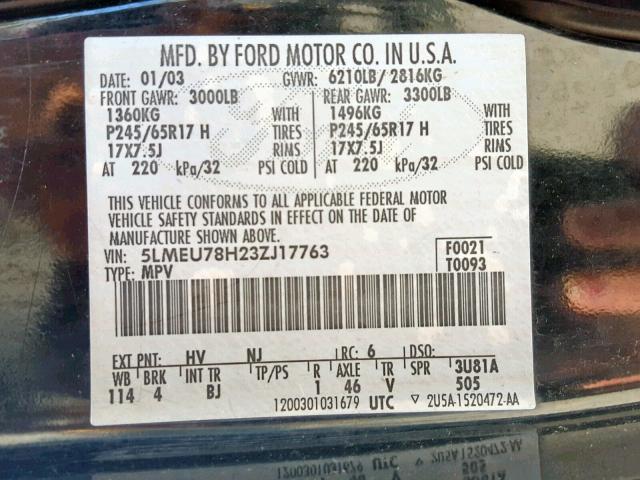 MFD. BY FORD MOTOR CO. IN U.S.A.
DATE: 01/03 GVWR: 6210LB/ 2816KG
FRONT GAWR: 3000LB REAR GAWR: 3300LB
1360KG WITH 1496KG WITH
P245/65R17 H TIRES P245/65R17 H TIRES
17X7.5J RIMS 17X7.5J RIMS
AT 220 kPa/32 PSI COLD AT 220 kPa/32 PSI COLD
THIS VEHICLE CONFORMS TO ALL APPLICABLE FEDERAL MOTOR
VEHICLE SAFETY STANDARDS IN EFFECT ON THE DATE OF
MANUFACTURE SHOWN ABOVE.
VIN: 5LMEU78H23ZJ17763 F0021
TYPE: MPV T0093
EXT PNT: HV NJ RC: 6 DSO:
WB BRK INT TR TP/PS R AXLE TR SPR 3U81A
114 4 BJ 1 46 V 505
1200301031679 UTC ▽ 2U5A-1520472-AA